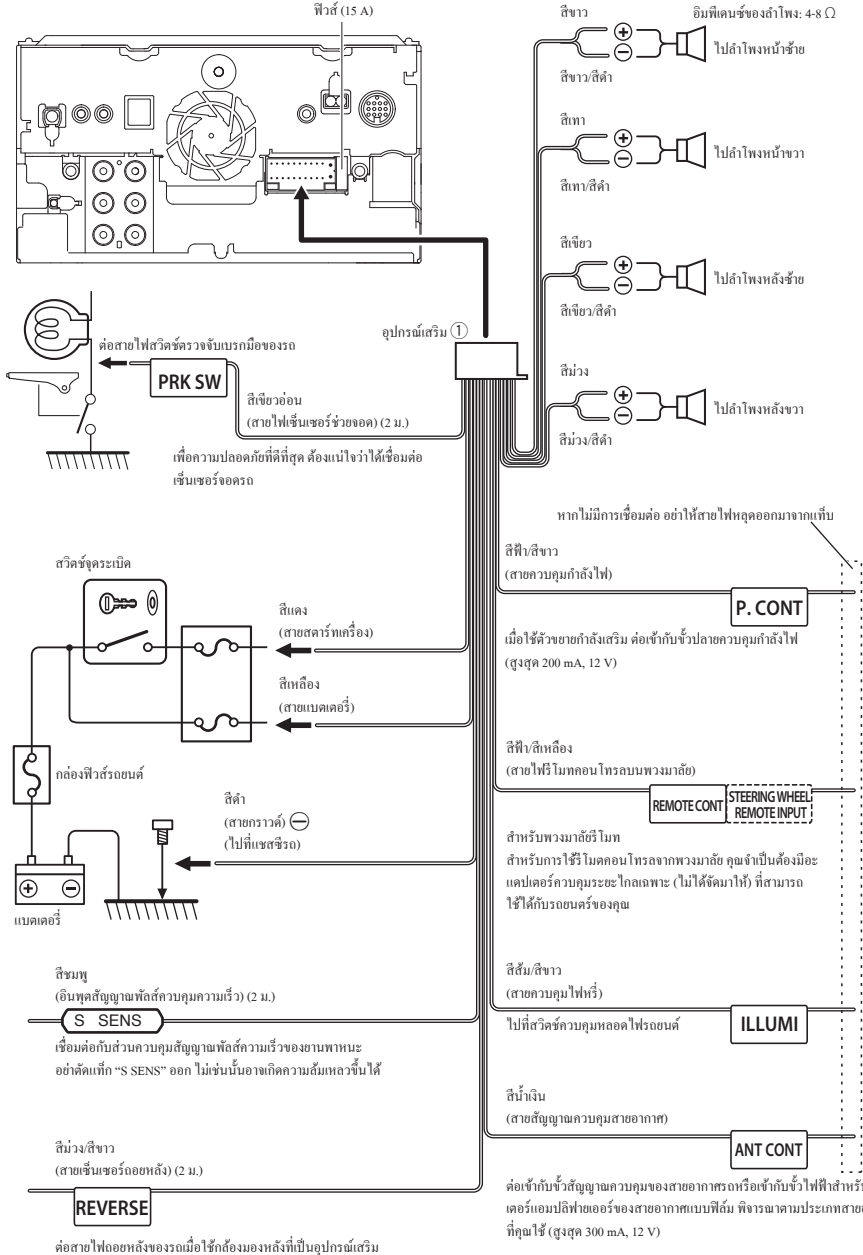 ฟิวส์ (15 A)
สีขาว
อิมพีเดนซ์ของลำโพง: 4-8 Ω
ไปลำโพงหน้าซ้าย
สีขาว/สีดำ
สีเทา
ไปลำโพงหน้าขวา
สีเทา/สีดำ
สีเขียว
ไปลำโพงหลังซ้าย
สีเขียว/สีดำ
อุปกรณ์เสริม ①
สีม่วง
ไปลำโพงหลังขวา
สีม่วง/สีดำ
ต่อสายไฟสวิตช์ตรวจจับเบรกมือของรถ
PRK SW
สีเขียวอ่อน
(สายไฟเซ็นเซอร์ช่วยจอด) (2 ม.)
เพื่อความปลอดภัยที่ดีที่สุด ต้องแน่ใจว่าได้เชื่อมต่อ
เซ็นเซอร์จอดรถ
หากไม่มีการเชื่อมต่อ อย่าให้สายไฟหลุดออกมาจากแท็บ
สีฟ้า/สีขาว
(สายควบคุมกำลังไฟ)
P. CONT
เมื่อใช้ตัวขยายกำลังเสริม ต่อเข้ากับขั้วปลายควบคุมกำลังไฟ
(สูงสุด 200 mA, 12 V)
สวิตช์จุดระเบิด
สีแดง
(สายสตาร์ทเครื่อง)
สีเหลือง
(สายแบตเตอรี่)
กล่องฟิวส์รถยนต์
สีดำ
(สายกราวด์) ⊖
(ไปที่แชสซีรถ)
แบตเตอรี่
สีฟ้า/สีเหลือง
(สายไฟรีโมทคอนโทรลบนพวงมาลัย)
REMOTE CONT
STEERING WHEEL
REMOTE INPUT
สำหรับพวงมาลัยรีโมท
สำหรับการใช้รีโมตคอนโทรลจากพวงมาลัย คุณจำเป็นต้องมีอะ
แดปเตอร์ควบคุมระยะไกลเฉพาะ (ไม่ได้จัดมาให้) ที่สามารถ
ใช้ได้กับรถยนตร์ของคุณ
สีชมพู
(อินพุตสัญญาณพัลส์ควบคุมความเร็ว) (2 ม.)
S SENS
เชื่อมต่อกับส่วนควบคุมสัญญาณพัลส์ความเร็วของยานพาหนะ
อย่าตัดแท็ก “S SENS” ออก ไม่เช่นนั้นอาจเกิดความล้มเหลวขึ้นได้
สีส้ม/สีขาว
(สายควบคุมไฟหรี่)
ILLUMI
ไปที่สวิตช์ควบคุมหลอดไฟรถยนต์
สีน้ำเงิน
(สายสัญญาณควบคุมสายอากาศ)
ANT CONT
ต่อเข้ากับขั้วสัญญาณควบคุมของสายอากาศรถหรือเข้ากับขั้วไฟฟ้าสำหรับ
เตอร์แอมปลิฟายเออร์ของสายอากาศแบบฟิล์ม พิจารณาตามประเภทสาย
ที่คุณใช้ (สูงสุด 300 mA, 12 V)
สีม่วง/สีขาว
(สายเซ็นเซอร์ถอยหลัง) (2 ม.)
REVERSE
ต่อสายไฟถอยหลังของรถเมื่อใช้กล้องมองหลังที่เป็นอุปกรณ์เสริม